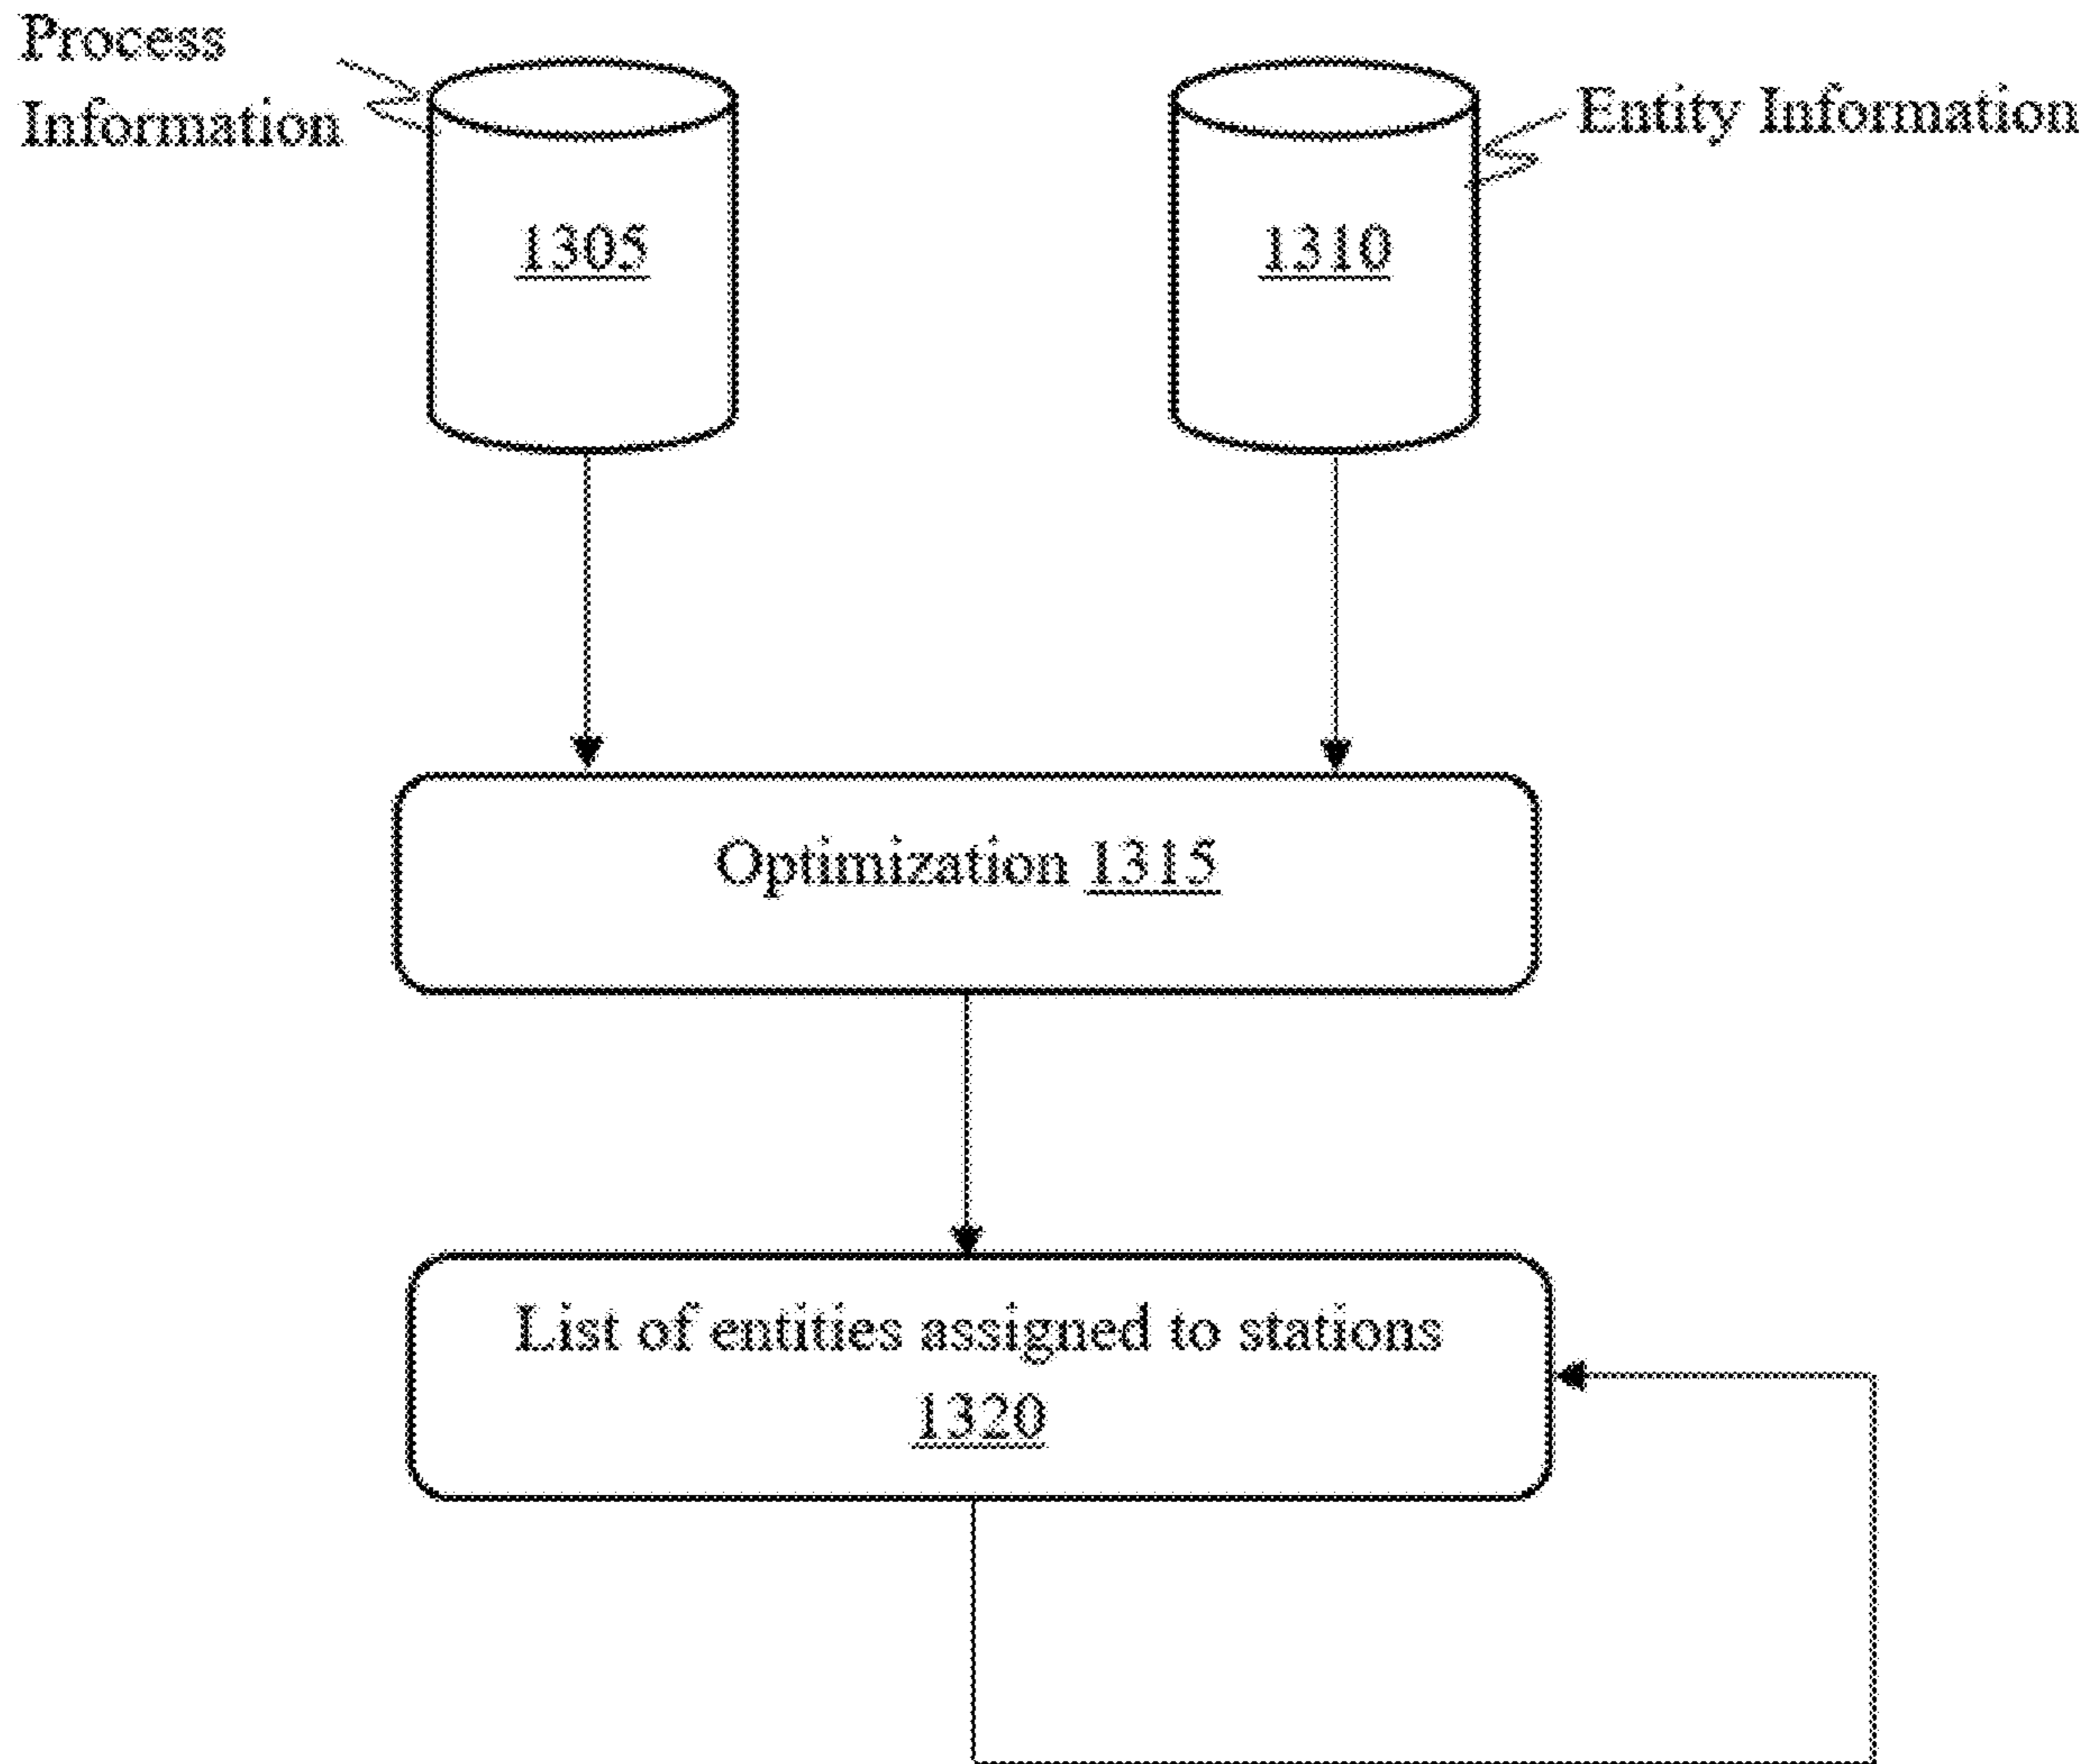 Process
Information
Entity Information
1305
1310
Optimization 1315
List of entities assigned to stations
1320